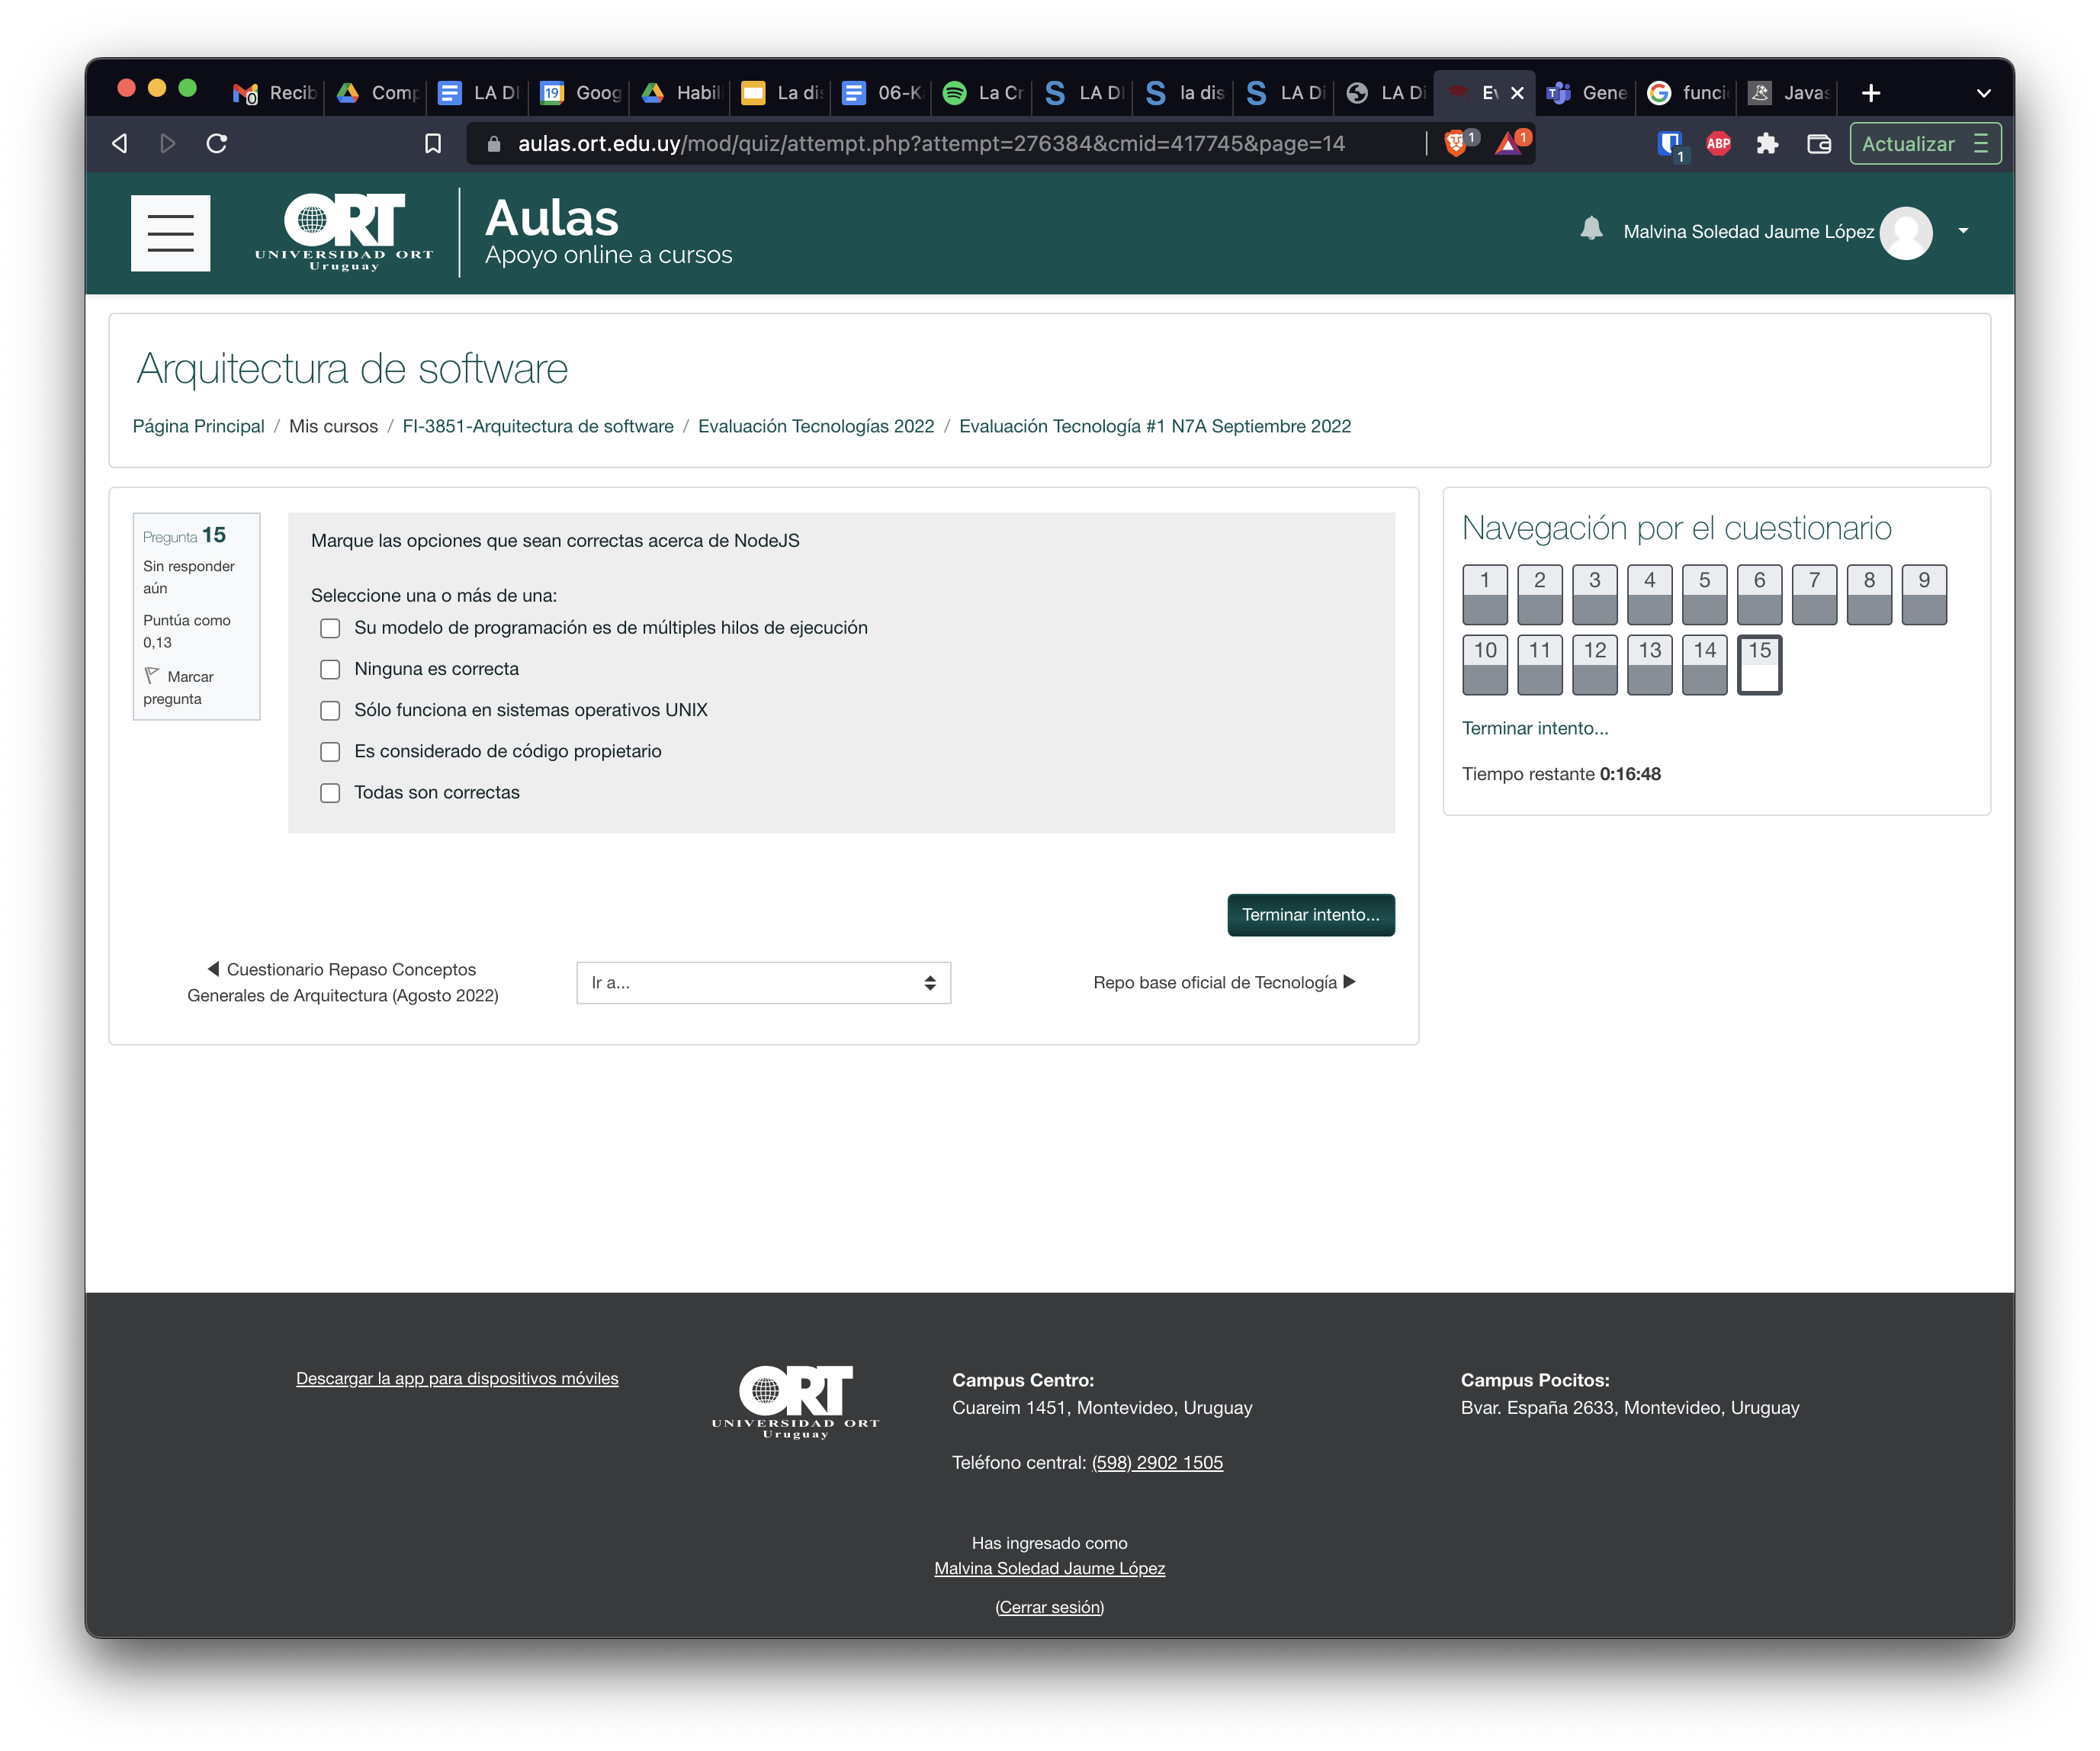 Recib
Comp
LA DI
19
Goog
Habil
La dis
06-K
La Cr
LA DI
la dis
LA Di
LA Di
Ev
Gene
funci
Javas
aulas.ort.edu.uy/mod/quiz/attempt.php?attempt=276384&cmid=417745&page=14
1
1
1
ABP
Actualizar
ORT
UNIVERSIDAD ORT
Uruguay
Aulas
Apoyo online a cursos
Malvina Soledad Jaume López
Arquitectura de software
Página Principal / Mis cursos / FI-3851-Arquitectura de software / Evaluación Tecnologías 2022 / Evaluación Tecnología #1 N7A Septiembre 2022
Pregunta 15
Sin responder
aún
Puntúa como
0,13
Marcar
pregunta
Marque las opciones que sean correctas acerca de NodeJS
Seleccione una o más de una:
Su modelo de programación es de múltiples hilos de ejecución
Ninguna es correcta
Sólo funciona en sistemas operativos UNIX
Es considerado de código propietario
Todas son correctas
Terminar intento...
Cuestionario Repaso Conceptos
Generales de Arquitectura (Agosto 2022)
Ir a...
Repo base oficial de Tecnología
Navegación por el cuestionario
1 2 3 4 5 6 7 8 9
10 11 12 13 14 15
Terminar intento...
Tiempo restante 0:16:48
Descargar la app para dispositivos móviles
ORT
UNIVERSIDAD ORT
Uruguay
Campus Centro:
Cuareim 1451, Montevideo, Uruguay
Teléfono central: (598) 2902 1505
Campus Pocitos:
Bvar. España 2633, Montevideo, Uruguay
Has ingresado como
Malvina Soledad Jaume López
(Cerrar sesión)